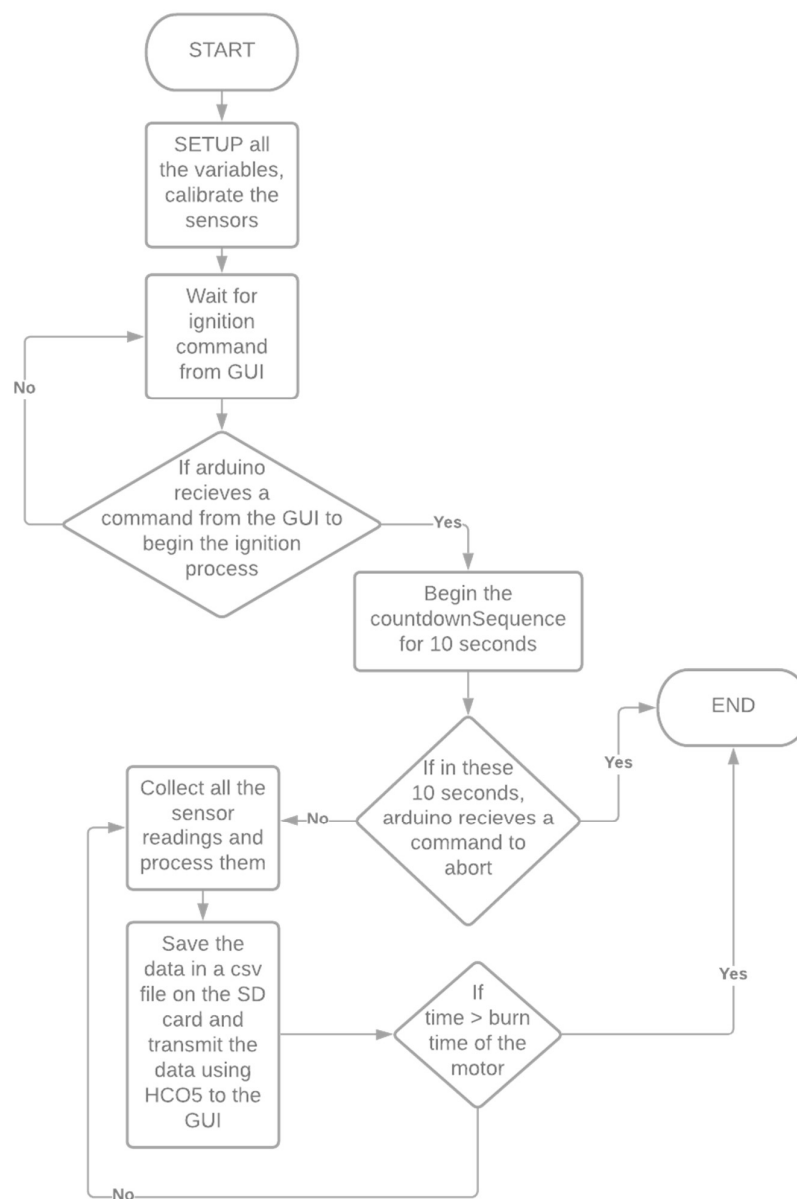 START
SETUP all
the variables,
calibrate the
sensors
Wait for
ignition
command
from GUI
No
If arduino
recieves a
command from the GUI to
begin the ignition
process
Yes
Begin the
countdownSequence
for 10 seconds
END
If in these
10 seconds,
arduino recieves a
command to
abort
Yes
No
Collect all the
sensor
readings and
process them
Save the
data in a csv
file on the SD
card and
transmit the
data using
HCO5 to the
GUI
If
time > burn
time of the
motor
Yes
No